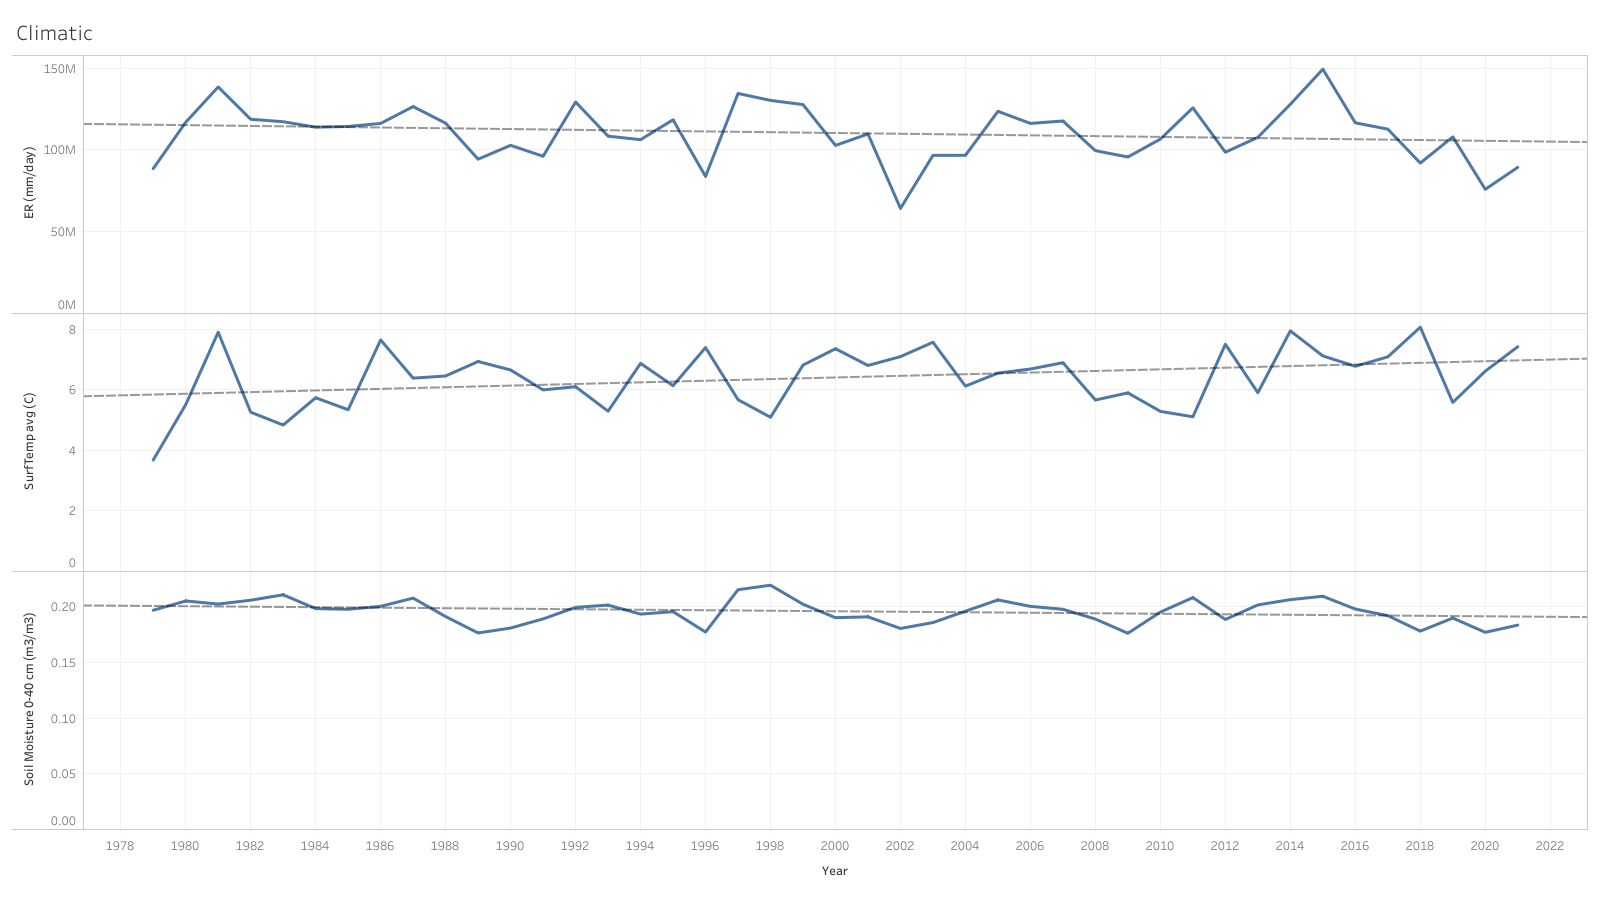 Climatic
ER (mm/day)
150M
100M
50M
0M
SurfTemp avg (C)
8
6
4
2
0
Soil Moisture 0-40 cm (m3/m3)
0.20
0.15
0.10
0.05
0.00
1978 1980 1982 1984 1986 1988 1990 1992 1994 1996 1998 2000 2002 2004 2006 2008 2010 2012 2014 2016 2018 2020 2022
Year